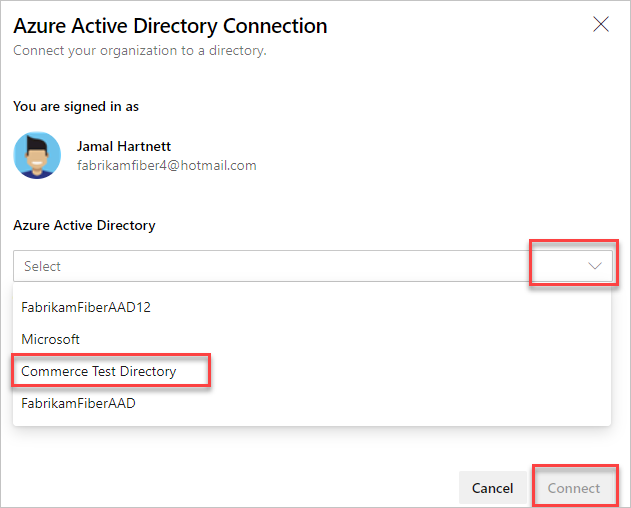 Azure Active Directory Connection
Connect your organization to a directory.
You are signed in as
Jamal Hartnett
fabrikamfiber4@hotmail.com
Azure Active Directory
Select
FabrikamFiberAAD12
Microsoft
Commerce Test Directory
FabrikamFiberAAD
Cancel Connect